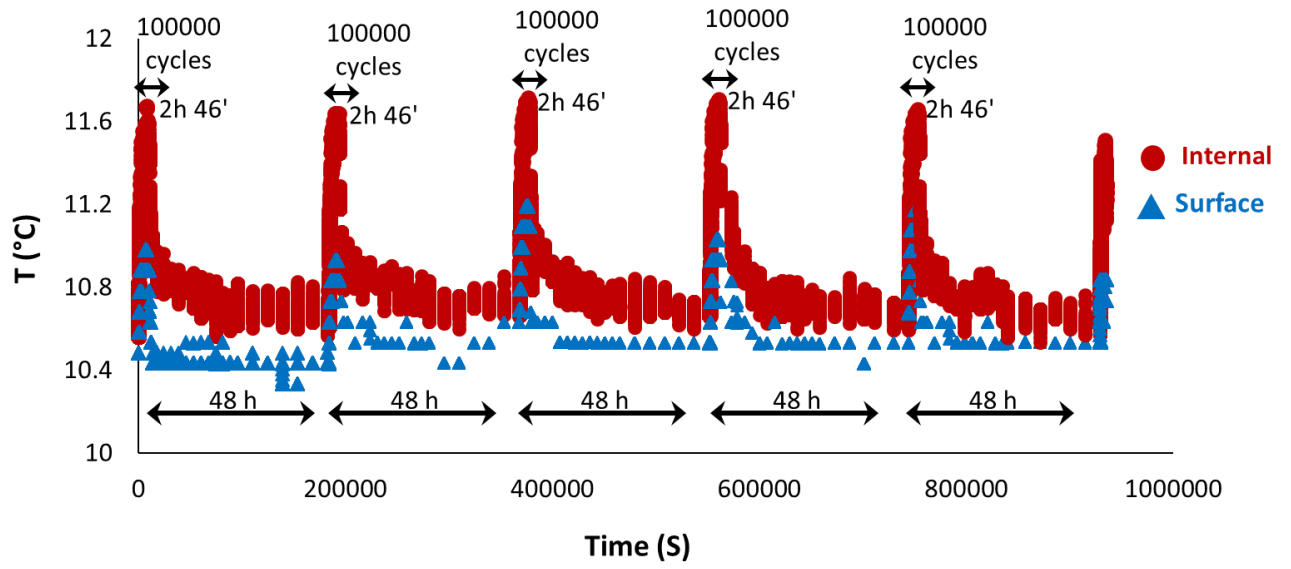 100000
cycles
2h 46'
100000
cycles
2h 46'
100000
cycles
2h 46'
100000
cycles
2h 46'
100000
cycles
2h 46'
12
11.6
11.2
10.8
10.4
10
T (°C)
Internal
Surface
48 h
48 h
48 h
48 h
48 h
0
200000
400000
600000
800000
1000000
Time (S)